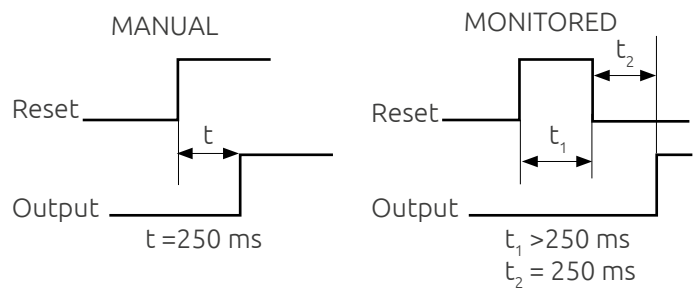 MANUAL
Reset
t
Output
t =250 ms
MONITORED
t₂
Reset
t₁
Output
t₁ >250 ms
t₂ = 250 ms